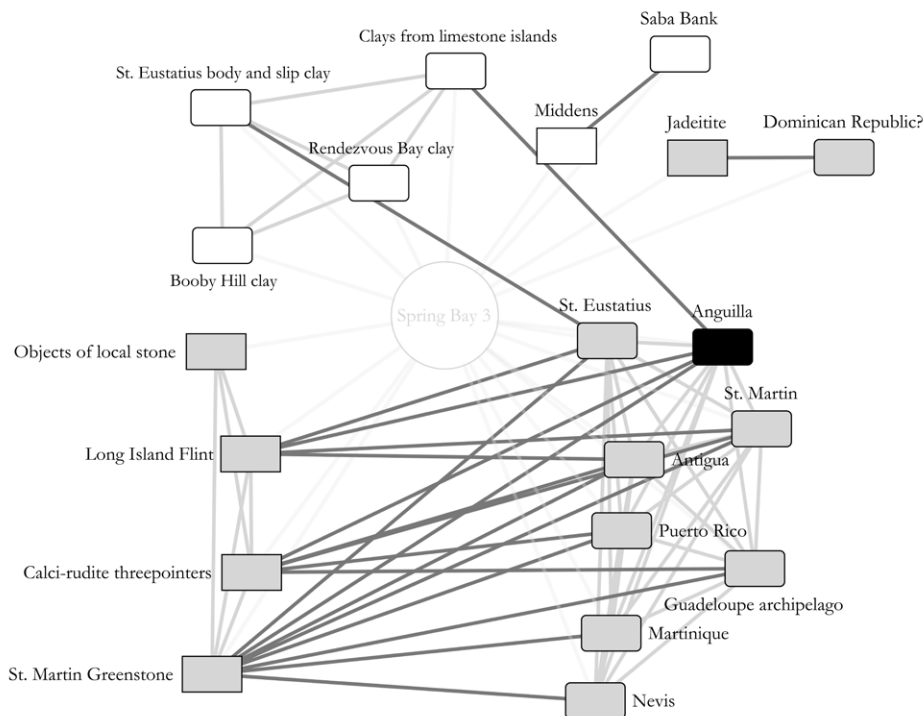 Saba Bank
Clays from limestone islands
St. Eustatius body and slip clay
Middens
Jadeitite
Dominican Republic?
Rendezvous Bay clay
Booby Hill clay
Spring Bay 3
St. Eustatius
Anguilla
Objects of local stone
St. Martin
Long Island Flint
Antigua
Puerto Rico
Calci-rudite threepointers
Guadeloupe archipelago
Martinique
St. Martin Greenstone
Nevis